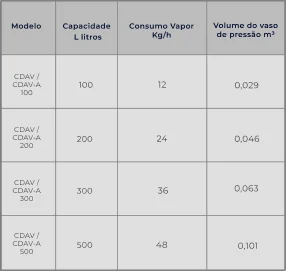 Modelo
Capacidade
L litros
Consumo Vapor
Kg/h
Volume do vaso
de pressão m³
CDAV /
CDAV-A
100
100
12
0,029
CDAV /
CDAV-A
200
200
24
0,046
CDAV /
CDAV-A
300
300
36
0,063
CDAV /
CDAV-A
500
500
48
0,101